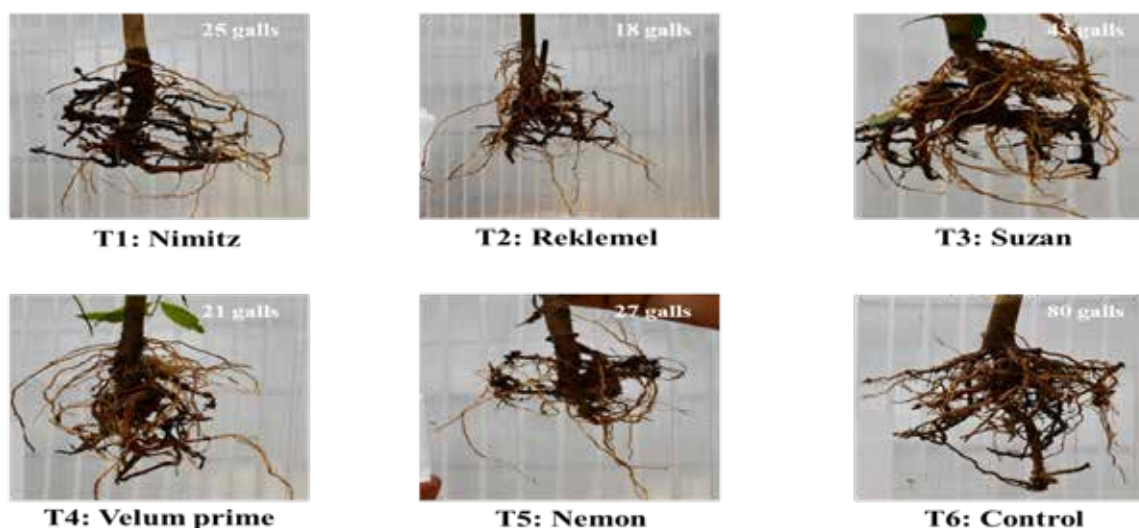 25 galls
18 galls
43 galls
T1: Nimitz
T2: Reklemel
T3: Suzan
21 galls
27 galls
80 galls
T4: Velum prime
T5: Nemon
T6: Control